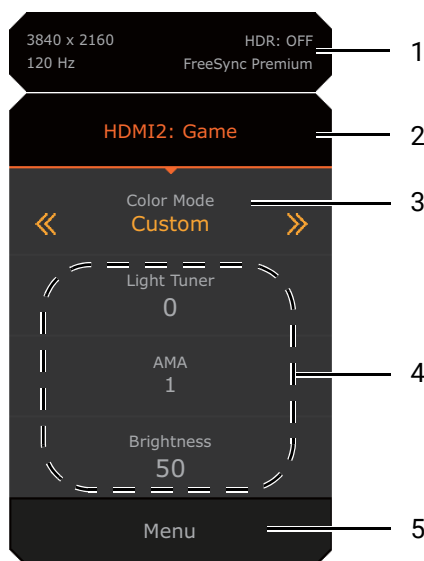 3840 x 2160 HDR: OFF
120 Hz FreeSync Premium
1
HDMI2: Game
2
Color Mode
3
Custom
Light Tuner
0
AMA
4
1
Brightness
50
Menu
5